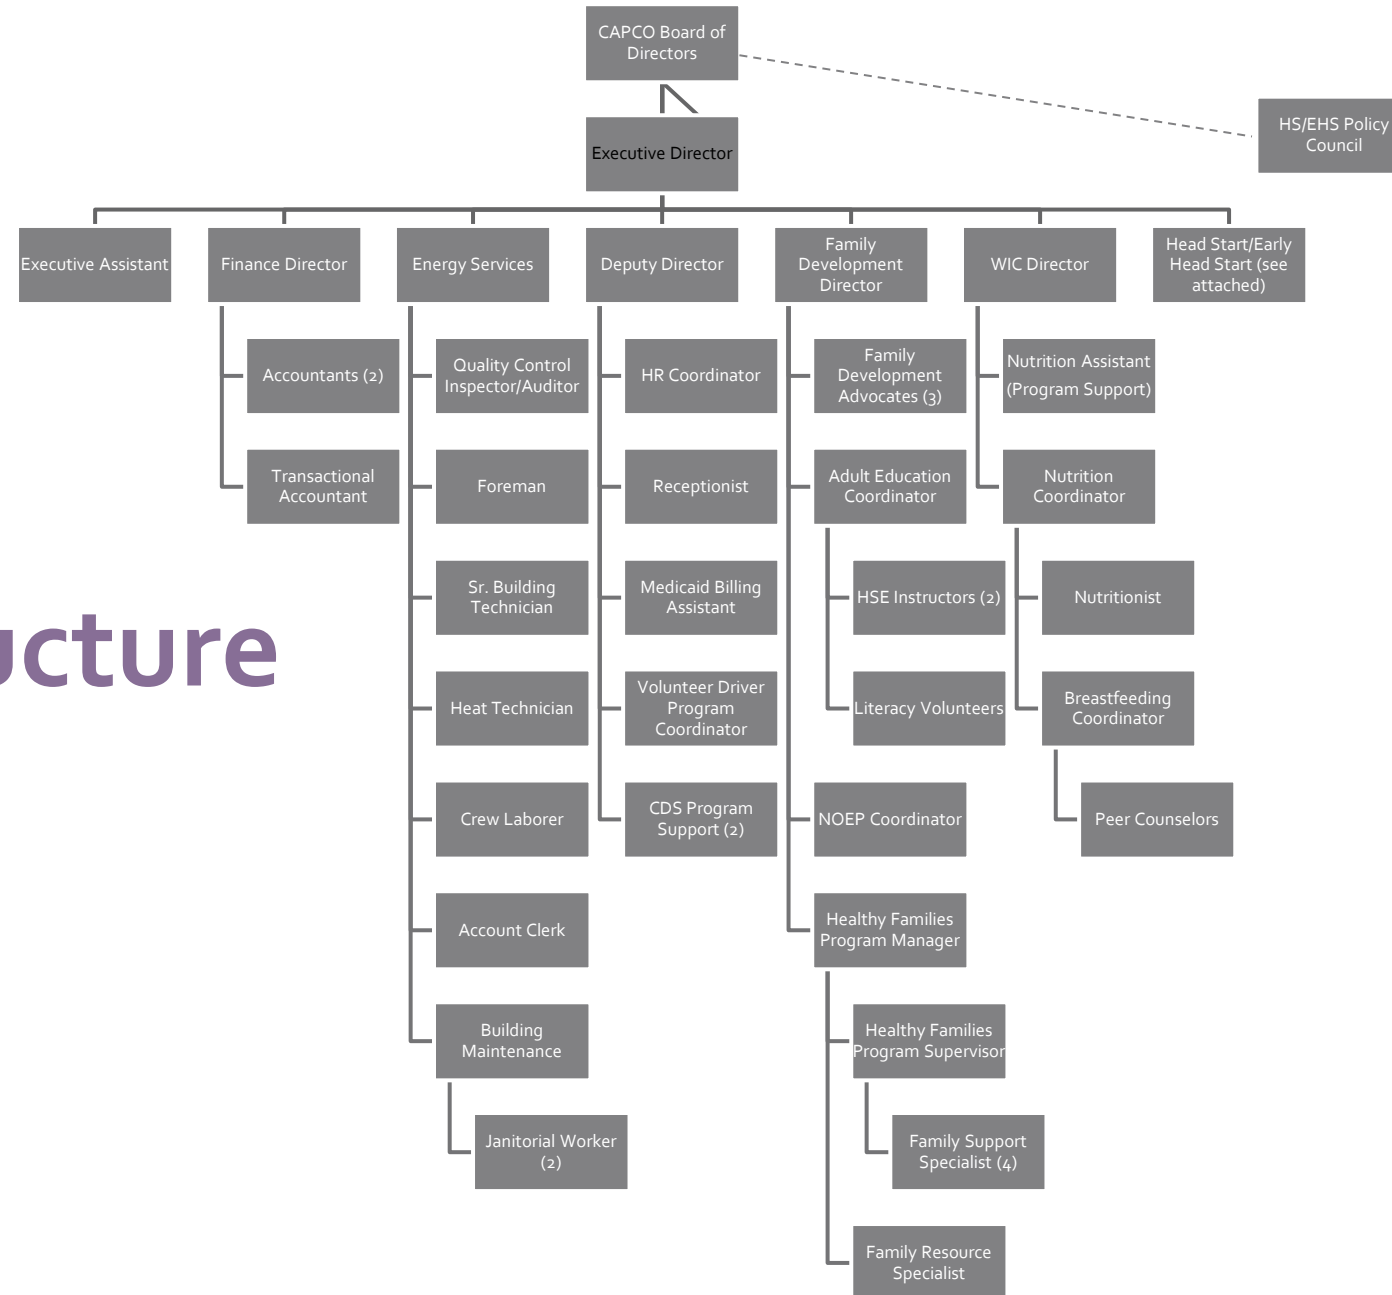 CAPCO Board of
Directors
HS/EHS Policy
Council
Executive Director
Executive Assistant
Finance Director
Energy Services
Deputy Director
Family
Development
Director
WIC Director
Head Start/Early
Head Start (see
attached)
Accountants (2)
Transactional
Accountant
Quality Control
Inspector/Auditor
Foreman
Sr. Building
Technician
Heat Technician
Crew Laborer
Account Clerk
Building
Maintenance
Janitorial Worker
(2)
HR Coordinator
Receptionist
Medicaid Billing
Assistant
Volunteer Driver
Program
Coordinator
CDS Program
Support (2)
Family
Development
Advocates (3)
Adult Education
Coordinator
HSE Instructors (2)
Literacy Volunteers
NOEP Coordinator
Healthy Families
Program Manager
Healthy Families
Program Supervisor
Family Support
Specialist (4)
Family Resource
Specialist
Nutrition Assistant
(Program Support)
Nutrition
Coordinator
Nutritionist
Breastfeeding
Coordinator
Peer Counselors
ucture